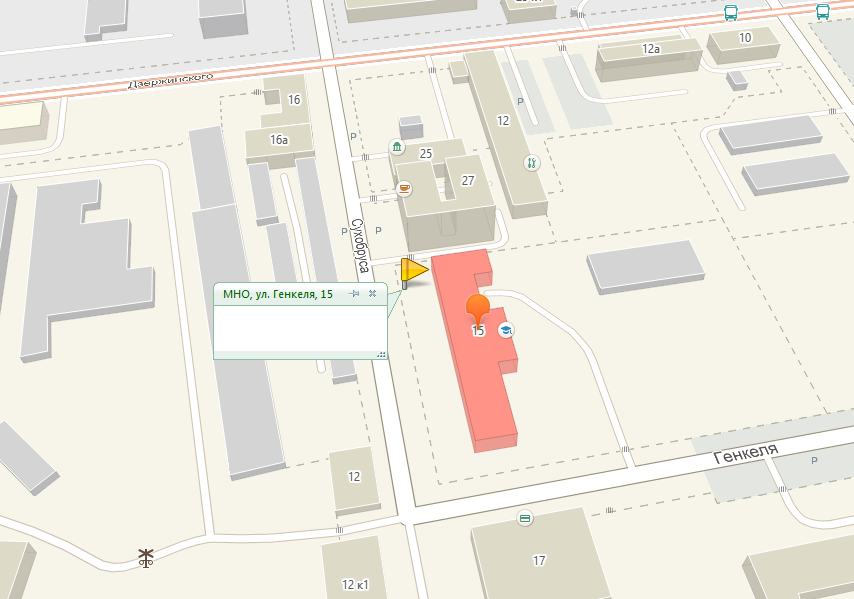 12а
10
Дзержинского
16
16а
12
25
27
P
P
P
P
Сухобруса
МНО, ул. Генкеля, 15
15
Генкеля
P
12
17
12 к1